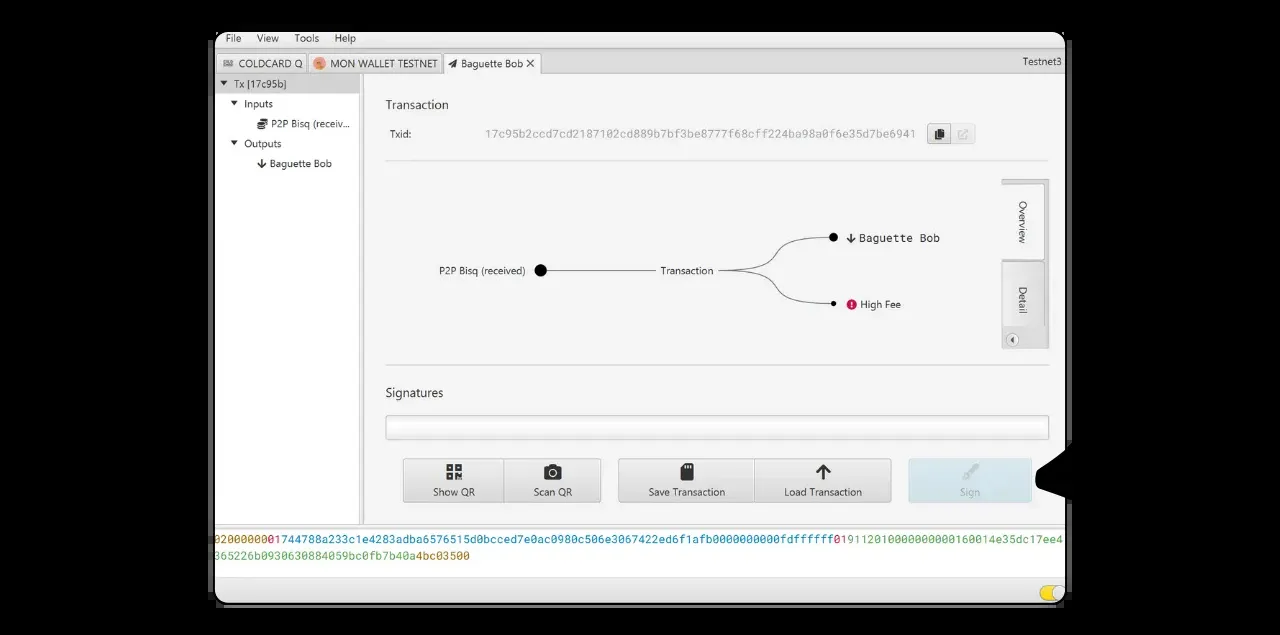 File View Tools Help
COLDCARD Q MON WALLET TESTNET Baguette Bob Testnet3
Tx [17c95b]
Inputs
P2P Bisq (receiv...
Outputs
Baguette Bob
Transaction
Txid: 17c95b2ccd7cd2187102cd889b7bf3be8777f68cff224ba98a0f6e35d7be6941
Overview
Baguette Bob
P2P Bisq (received) Transaction
Detail
High Fee
Signatures
Show QR Scan QR Save Transaction Load Transaction Sign
0200000001744788a233c1e4283adba6576515d0bcced7e0ac0980c506e3067422ed6f1afb0000000000fdffffff019112010000000000160014e35dc17ee4
365226b0930630884059bc0fb7b40a4bc03500